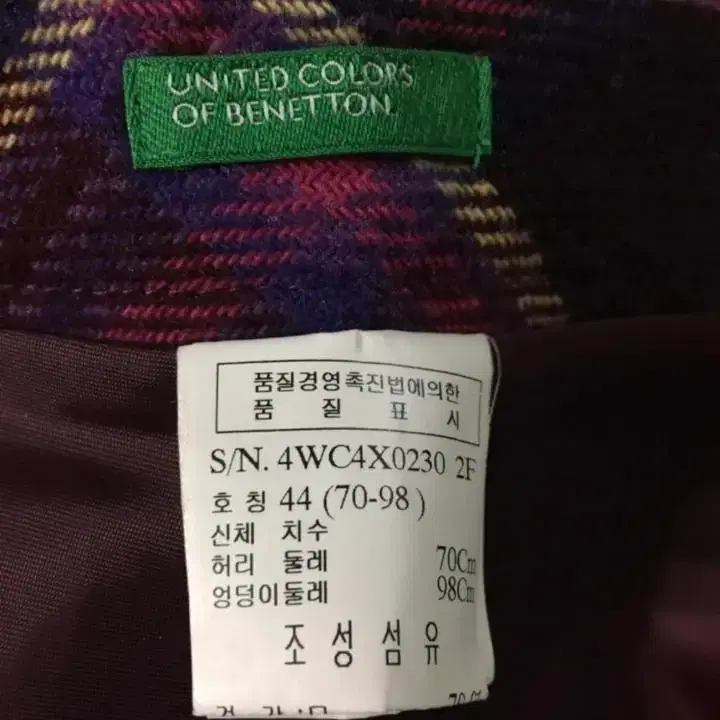 UNITED COLORS
OF BENETTON.
품질경영촉진법에의한
품 질 표 시
S/N. 4WC4X0230 2F
호 칭 44 (70-98)
신체 치수
허리 둘레 70Cm
엉덩이둘레 98Cm
조 성 섬 유